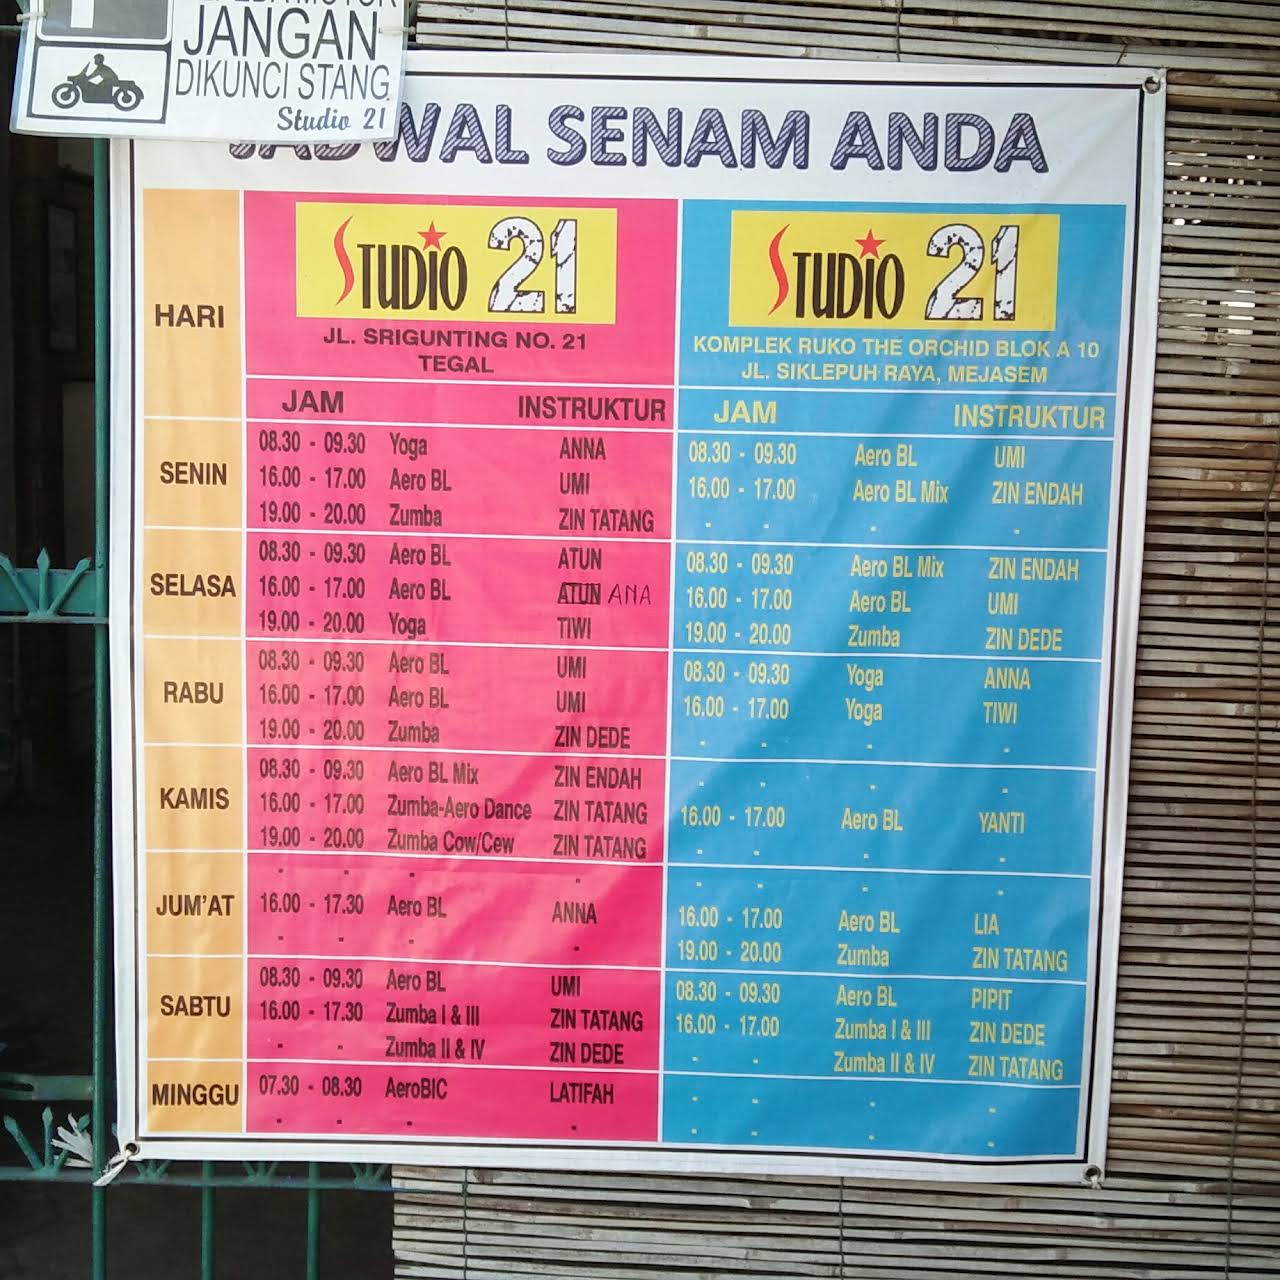 JANGAN
DIKUNCI STANG
Studio 21
JADWAL SENAM ANDA
HARI
STUDIO 21
JL. SRIGUNTING NO. 21
TEGAL
STUDIO 21
KOMPLEK RUKO THE ORCHID BLOK A 10
JL. SIKLEPUH RAYA, MEJASEM
JAM INSTRUKTUR JAM INSTRUKTUR
SENIN
08.30 - 09.30 Yoga ANNA
16.00 - 17.00 Aero BL UMI
19.00 - 20.00 Zumba ZIN TATANG
08.30 - 09.30 Aero BL UMI
16.00 - 17.00 Aero BL Mix ZIN ENDAH
- - - -
SELASA
08.30 - 09.30 Aero BL ATUN
16.00 - 17.00 Aero BL ATUN ANA
19.00 - 20.00 Yoga TIWI
08.30 - 09.30 Aero BL Mix ZIN ENDAH
16.00 - 17.00 Aero BL UMI
19.00 - 20.00 Zumba ZIN DEDE
RABU
08.30 - 09.30 Aero BL UMI
16.00 - 17.00 Aero BL UMI
19.00 - 20.00 Zumba ZIN DEDE
08.30 - 09.30 Yoga ANNA
16.00 - 17.00 Yoga TIWI
- - - -
KAMIS
08.30 - 09.30 Aero BL Mix ZIN ENDAH
16.00 - 17.00 Zumba-Aero Dance ZIN TATANG
19.00 - 20.00 Zumba Cow/Cew ZIN TATANG
- - - -
16.00 - 17.00 Aero BL YANTI
- - - -
JUM'AT
- - - -
16.00 - 17.30 Aero BL ANNA
- - - -
- - - -
16.00 - 17.00 Aero BL LIA
19.00 - 20.00 Zumba ZIN TATANG
SABTU
08.30 - 09.30 Aero BL UMI
16.00 - 17.30 Zumba I & III ZIN TATANG
- - Zumba II & IV ZIN DEDE
08.30 - 09.30 Aero BL PIPIT
16.00 - 17.00 Zumba I & III ZIN DEDE
- - Zumba II & IV ZIN TATANG
MINGGU
07.30 - 08.30 AeroBIC LATIFAH
- - - -
- - - -
- - - -